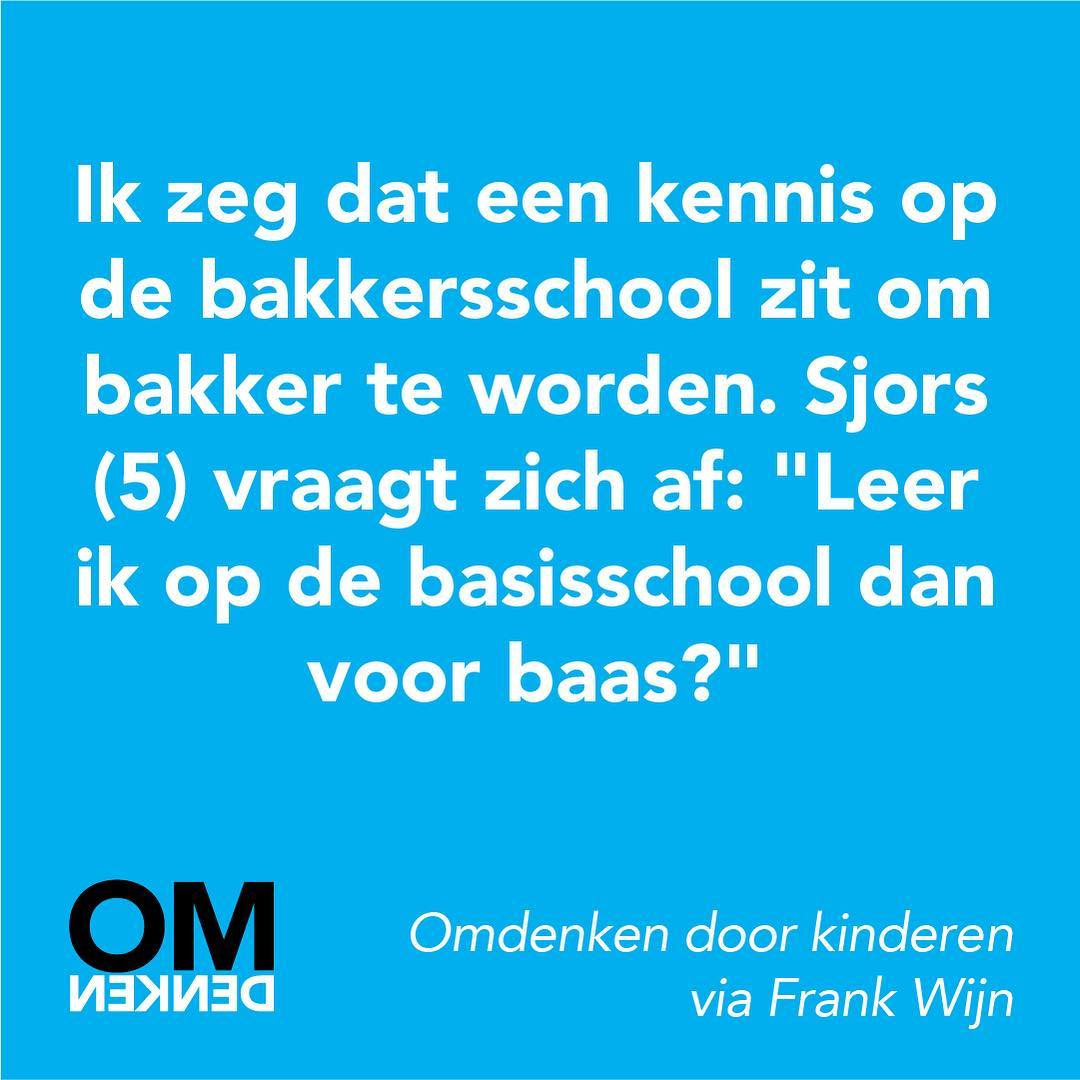 Ik zeg dat een kennis op
de bakkersschool zit om
bakker te worden. Sjors
(5) vraagt zich af: "Leer
ik op de basisschool dan
voor baas?"
OM
DENKEN
Omdenken door kinderen
via Frank Wijn